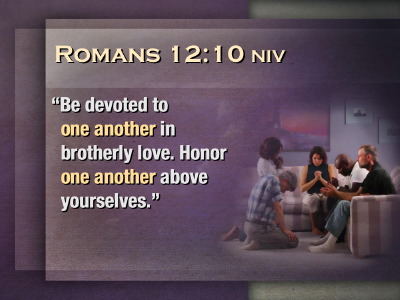 Romans 12:10 NIV
“Be devoted to
one another in
brotherly love. Honor
one another above
yourselves.”